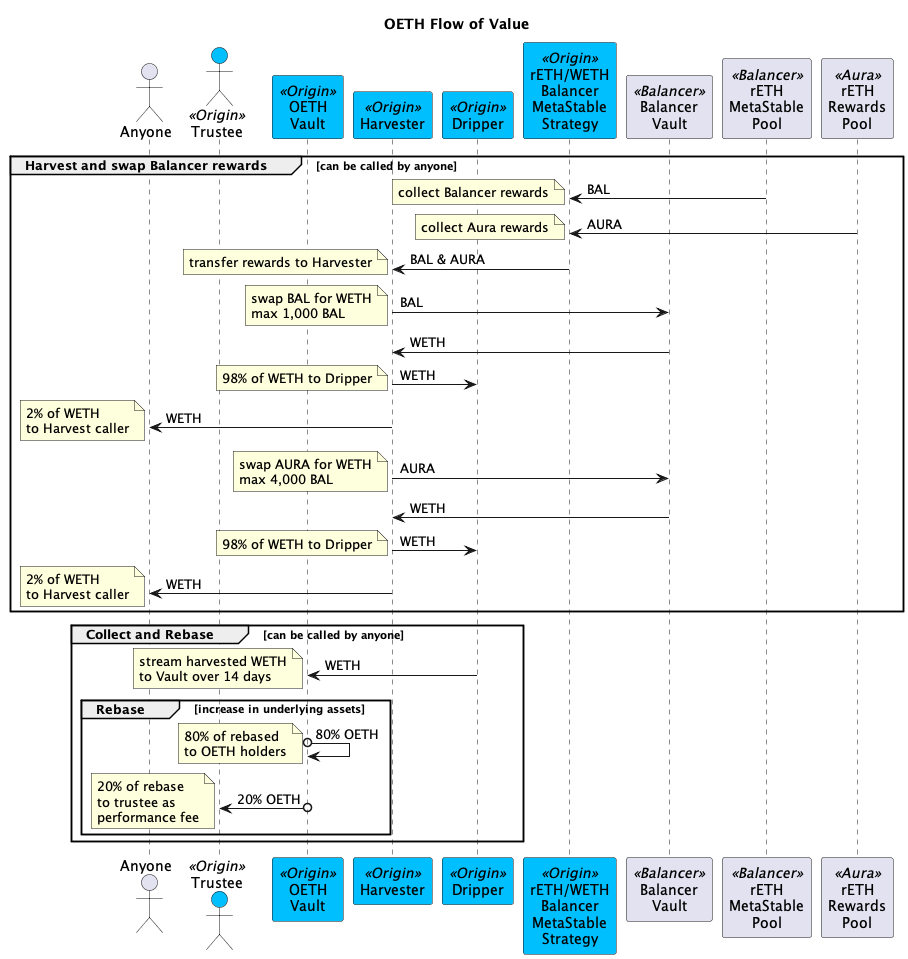 OETH Flow of Value
Anyone
«Origin»
Trustee
«Origin»
OETH
Vault
«Origin»
Harvester
«Origin»
Dripper
«Origin»
rETH/WETH
Balancer
MetaStable
Strategy
«Balancer»
Balancer
Vault
«Balancer»
rETH
MetaStable
Pool
«Aura»
rETH
Rewards
Pool
Harvest and swap Balancer rewards [can be called by anyone]
collect Balancer rewards
BAL
collect Aura rewards
AURA
transfer rewards to Harvester
BAL & AURA
swap BAL for WETH
max 1,000 BAL
BAL
WETH
98% of WETH to Dripper
WETH
2% of WETH
to Harvest caller
WETH
swap AURA for WETH
max 4,000 BAL
AURA
WETH
98% of WETH to Dripper
WETH
2% of WETH
to Harvest caller
WETH
Collect and Rebase [can be called by anyone]
stream harvested WETH
to Vault over 14 days
WETH
Rebase [increase in underlying assets]
80% of rebased
to OETH holders
80% OETH
20% of rebase
to trustee as
performance fee
20% OETH
Anyone
«Origin»
Trustee
«Origin»
OETH
Vault
«Origin»
Harvester
«Origin»
Dripper
«Origin»
rETH/WETH
Balancer
MetaStable
Strategy
«Balancer»
Balancer
Vault
«Balancer»
rETH
MetaStable
Pool
«Aura»
rETH
Rewards
Pool